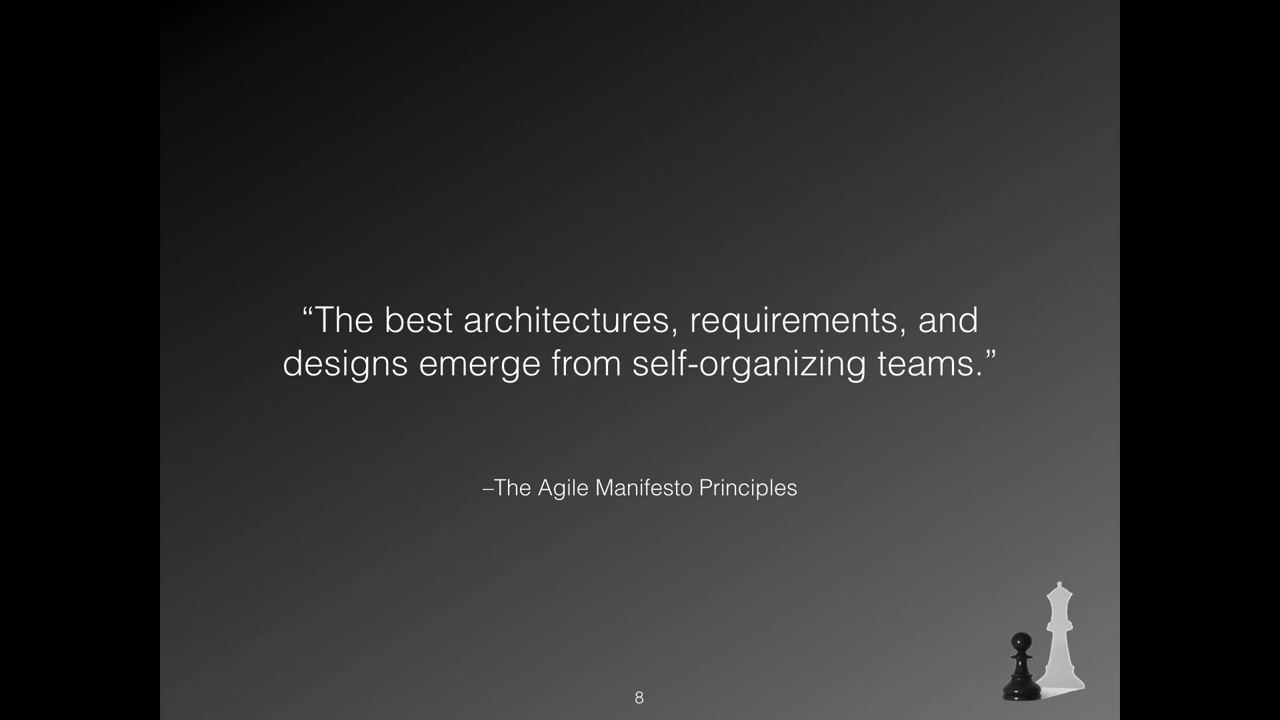 “The best architectures, requirements, and
designs emerge from self-organizing teams.”
–The Agile Manifesto Principles
8